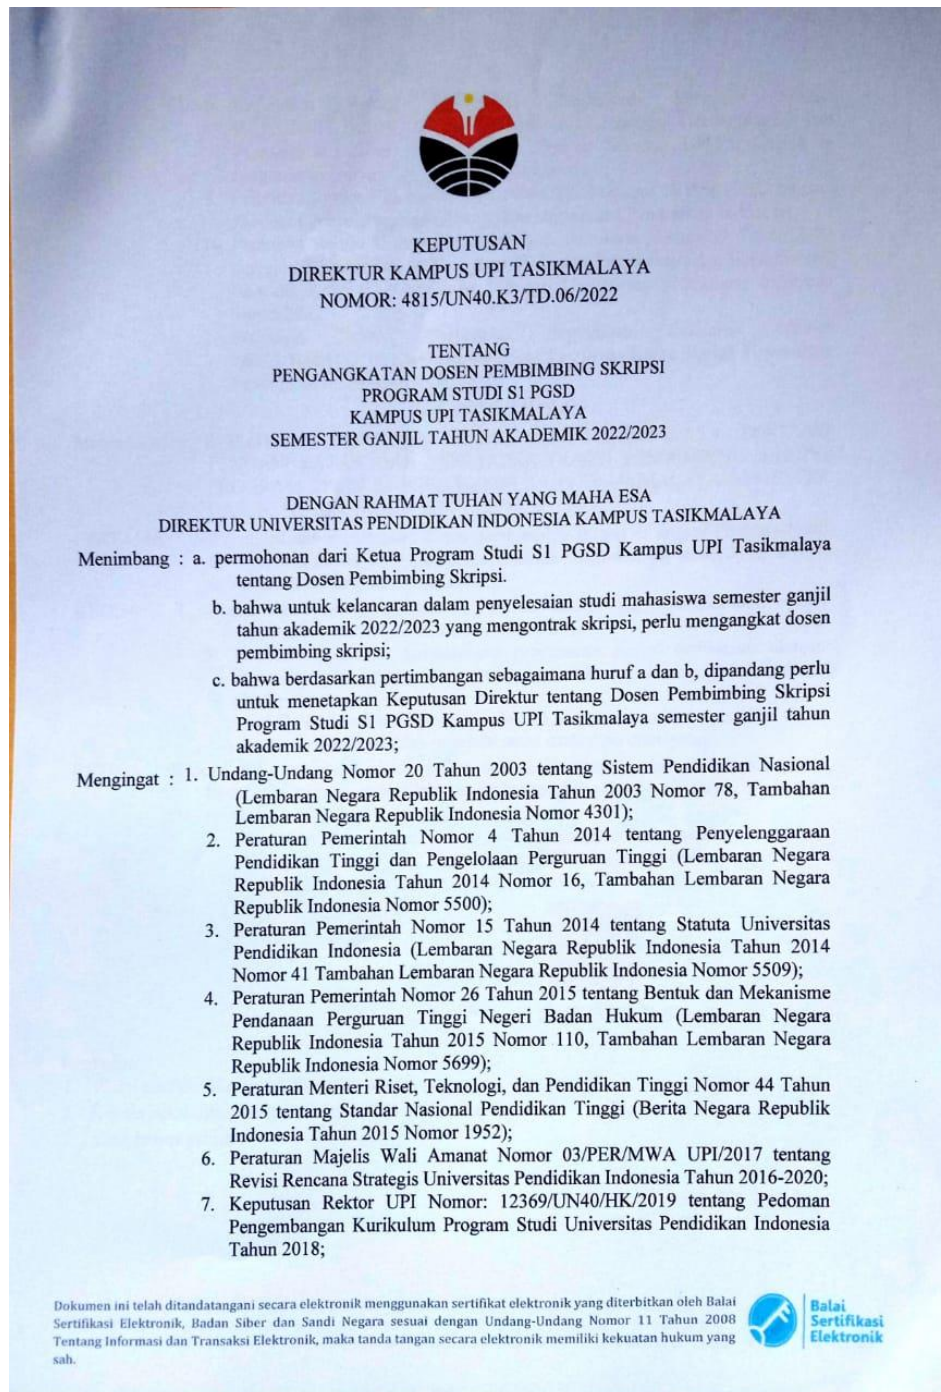 KEPUTUSAN
DIREKTUR KAMPUS UPI TASIKMALAYA
NOMOR: 4815/UN40.K3/TD.06/2022
TENTANG
PENGANGKATAN DOSEN PEMBIMBING SKRIPSI
PROGRAM STUDI S1 PGSD
KAMPUS UPI TASIKMALAYA
SEMESTER GANJIL TAHUN AKADEMIK 2022/2023
DENGAN RAHMAT TUHAN YANG MAHA ESA
DIREKTUR UNIVERSITAS PENDIDIKAN INDONESIA KAMPUS TASIKMALAYA
Menimbang : a. permohonan dari Ketua Program Studi S1 PGSD Kampus UPI Tasikmalaya
tentang Dosen Pembimbing Skripsi.
b. bahwa untuk kelancaran dalam penyelesaian studi mahasiswa semester ganjil
tahun akademik 2022/2023 yang mengontrak skripsi, perlu mengangkat dosen
pembimbing skripsi;
c. bahwa berdasarkan pertimbangan sebagaimana huruf a dan b, dipandang perlu
untuk menetapkan Keputusan Direktur tentang Dosen Pembimbing Skripsi
Program Studi S1 PGSD Kampus UPI Tasikmalaya semester ganjil tahun
akademik 2022/2023;
Mengingat : 1. Undang-Undang Nomor 20 Tahun 2003 tentang Sistem Pendidikan Nasional
(Lembaran Negara Republik Indonesia Tahun 2003 Nomor 78, Tambahan
Lembaran Negara Republik Indonesia Nomor 4301);
2. Peraturan Pemerintah Nomor 4 Tahun 2014 tentang Penyelenggaraan
Pendidikan Tinggi dan Pengelolaan Perguruan Tinggi (Lembaran Negara
Republik Indonesia Tahun 2014 Nomor 16, Tambahan Lembaran Negara
Republik Indonesia Nomor 5500);
3. Peraturan Pemerintah Nomor 15 Tahun 2014 tentang Statuta Universitas
Pendidikan Indonesia (Lembaran Negara Republik Indonesia Tahun 2014
Nomor 41 Tambahan Lembaran Negara Republik Indonesia Nomor 5509);
4. Peraturan Pemerintah Nomor 26 Tahun 2015 tentang Bentuk dan Mekanisme
Pendanaan Perguruan Tinggi Negeri Badan Hukum (Lembaran Negara
Republik Indonesia Tahun 2015 Nomor 110, Tambahan Lembaran Negara
Republik Indonesia Nomor 5699);
5. Peraturan Menteri Riset, Teknologi, dan Pendidikan Tinggi Nomor 44 Tahun
2015 tentang Standar Nasional Pendidikan Tinggi (Berita Negara Republik
Indonesia Tahun 2015 Nomor 1952);
6. Peraturan Majelis Wali Amanat Nomor 03/PER/MWA UPI/2017 tentang
Revisi Rencana Strategis Universitas Pendidikan Indonesia Tahun 2016-2020;
7. Keputusan Rektor UPI Nomor: 12369/UN40/HK/2019 tentang Pedoman
Pengembangan Kurikulum Program Studi Universitas Pendidikan Indonesia
Tahun 2018;
Dokumen ini telah ditandatangani secara elektronik menggunakan sertifikat elektronik yang diterbitkan oleh Balai
Sertifikasi Elektronik, Badan Siber dan Sandi Negara sesuai dengan Undang-Undang Nomor 11 Tahun 2008
Tentang Informasi dan Transaksi Elektronik, maka tanda tangan secara elektronik memiliki kekuatan hukum yang
sah.
Balai
Sertifikasi
Elektronik